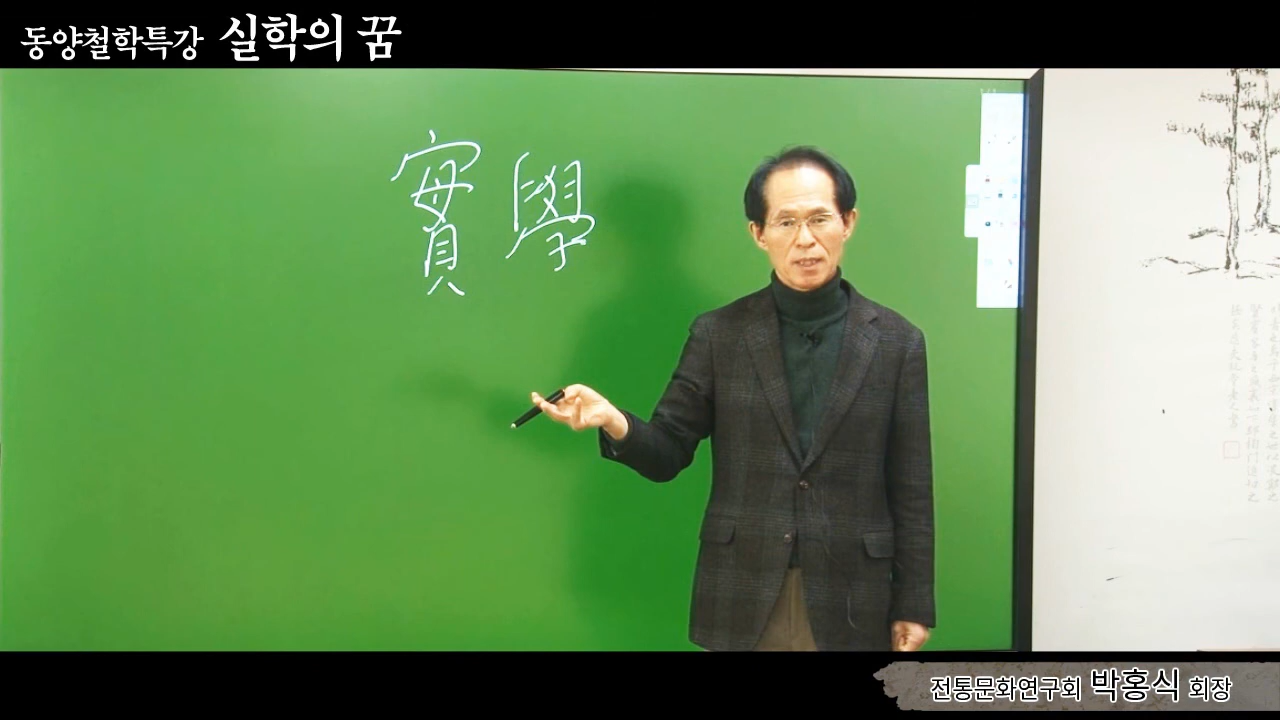 동양철학특강 실학의 꿈
實學
전통문화연구회 박홍식 회장